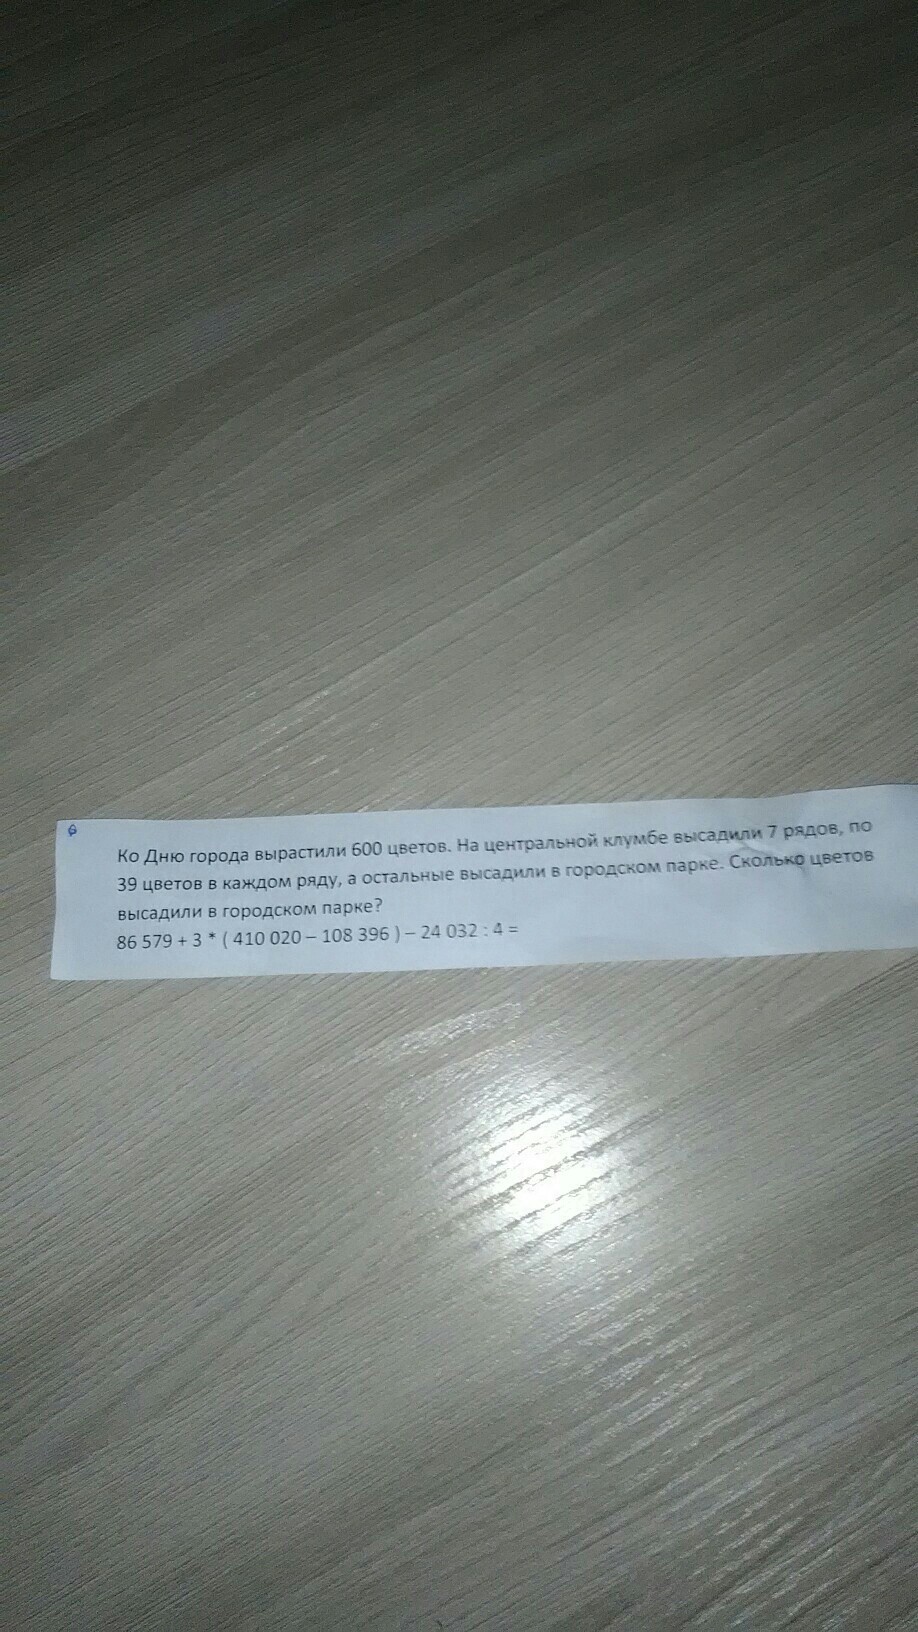 Ко Дню города вырастили 600 цветов. На центральной клумбе высадили 7 рядов, по
39 цветов в каждом ряду, а остальные высадили в городском парке. Сколько цветов
высадили в городском парке?
86 579 + 3 * ( 410 020 – 108 396 ) – 24 032 : 4 =